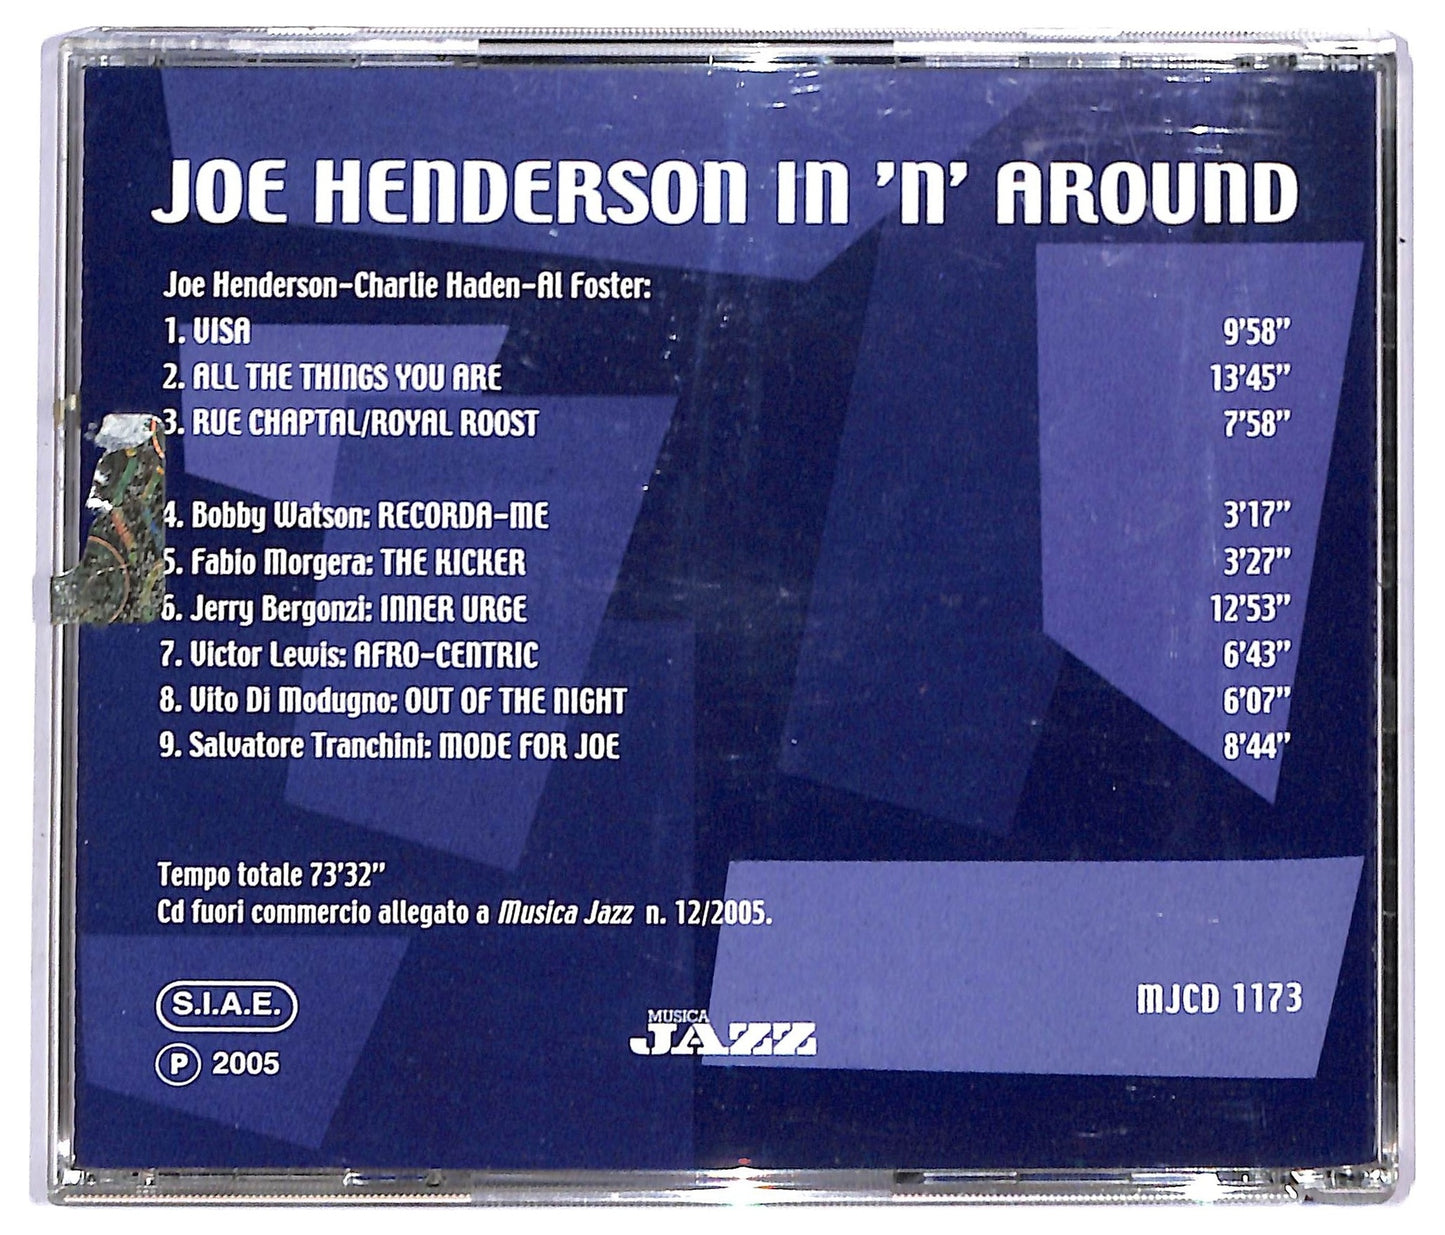 JOE HENDERSON IN 'N' AROUND
Joe Henderson-Charlie Haden-Al Foster:
1. VISA 9'58"
2. ALL THE THINGS YOU ARE 13'45"
3. RUE CHAPTAL/ROYAL ROOST 7'58"
4. Bobby Watson: RECORDA-ME 3'17"
5. Fabio Morgera: THE KICKER 3'27"
6. Jerry Bergonzi: INNER URGE 12'53"
7. Victor Lewis: AFRO-CENTRIC 6'43"
8. Vito Di Modugno: OUT OF THE NIGHT 6'07"
9. Salvatore Tranchini: MODE FOR JOE 8'44"
Tempo totale 73'32"
Cd fuori commercio allegato a Musica Jazz n. 12/2005.
S.I.A.E.
℗ 2005
MUSICA
JAZZ
MJCD 1173